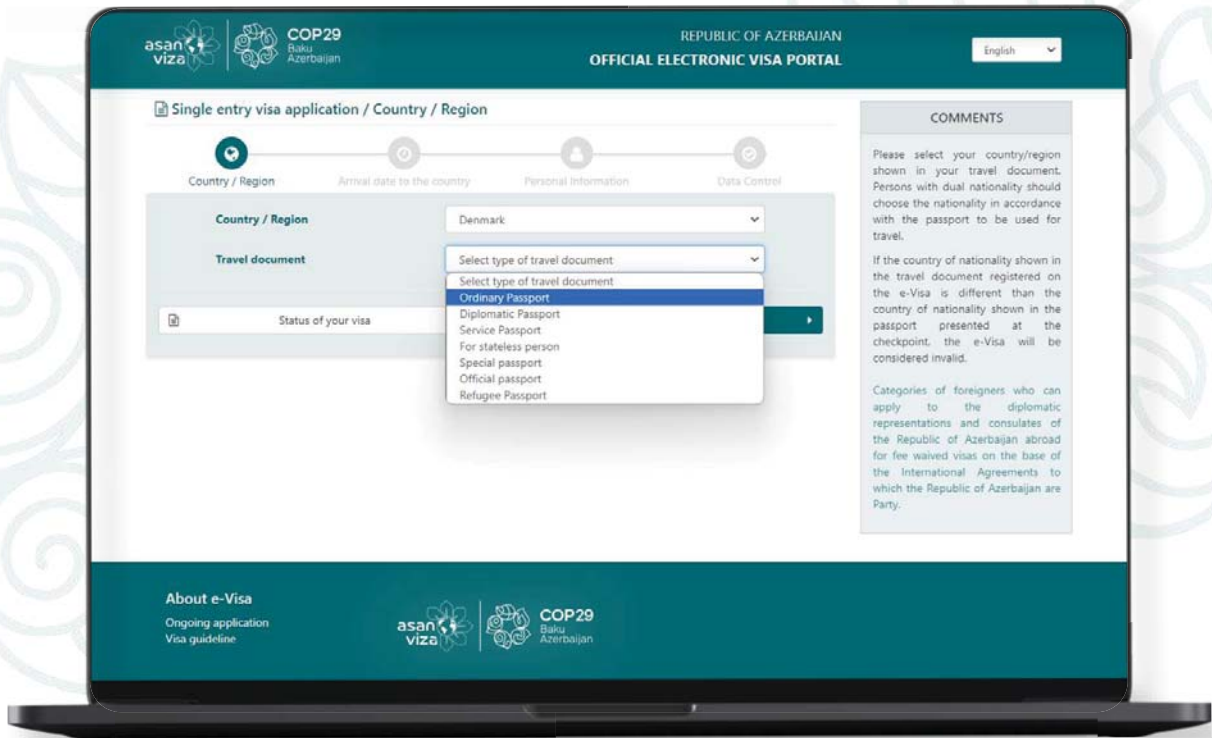 asan
viza
COP29
Baku
Azerbaijan
REPUBLIC OF AZERBAIJAN
OFFICIAL ELECTRONIC VISA PORTAL
English
Single entry visa application / Country / Region
Country / Region
Arrival date to the country
Personal Information
Data Control
Country / Region
Denmark
Travel document
Select type of travel document
Select type of travel document
Ordinary Passport
Diplomatic Passport
Service Passport
For stateless person
Special passport
Official passport
Refugee Passport
Status of your visa
COMMENTS
Please select your country/region
shown in your travel document.
Persons with dual nationality should
choose the nationality in accordance
with the passport to be used for
travel.
If the country of nationality shown in
the travel document registered on
the e-Visa is different than the
country of nationality shown in the
passport presented at the
checkpoint, the e-Visa will be
considered invalid.
Categories of foreigners who can
apply to the diplomatic
representations and consulates of
the Republic of Azerbaijan abroad
for fee waived visas on the base of
the International Agreements to
which the Republic of Azerbaijan are
Party.
About e-Visa
Ongoing application
Visa guideline
asan
viza
COP29
Baku
Azerbaijan